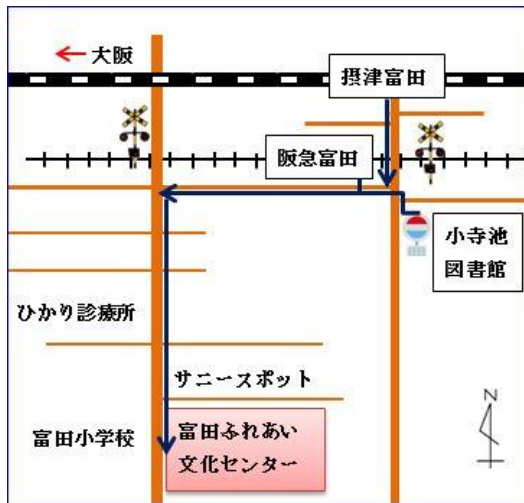 大阪
摂津富田
阪急富田
小寺池
図書館
ひかり診療所
サニースポット
N
富田小学校
富田ふれあい
文化センター